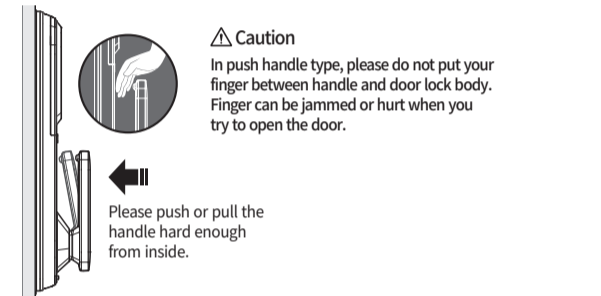 Caution
In push handle type, please do not put your
finger between handle and door lock body.
Finger can be jammed or hurt when you
try to open the door.
Please push or pull the
handle hard enough
from inside.